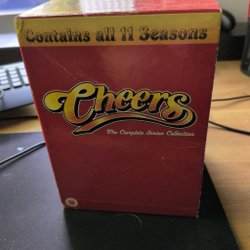 Contains all 11 Seasons
Cheers
The Complete Series Collection